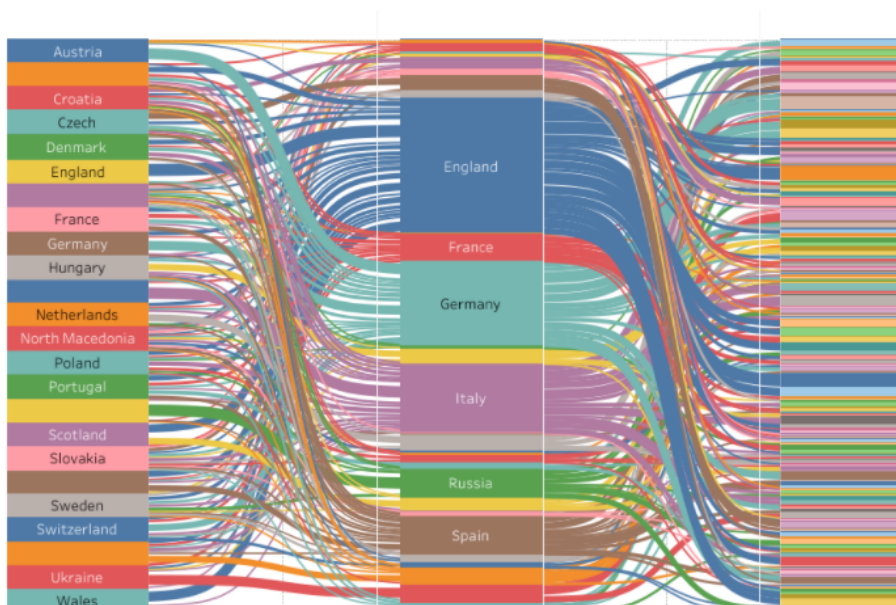 Austria
Croatia
Czech
Denmark
England
France
Germany
Hungary
Netherlands
North Macedonia
Poland
Portugal
Scotland
Slovakia
Sweden
Switzerland
Ukraine
Wales
England
France
Germany
Italy
Russia
Spain